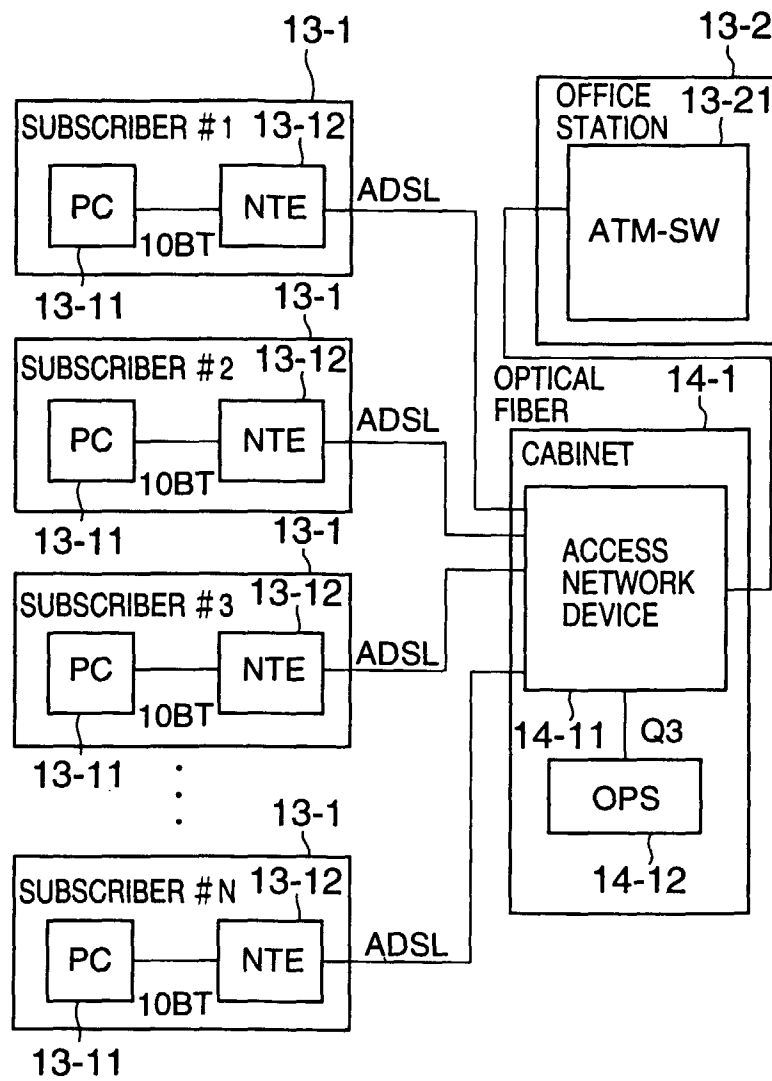 13-1
SUBSCRIBER #1
13-12
PC
NTE
ADSL
10BT
13-11
13-1
SUBSCRIBER #2
13-12
PC
NTE
ADSL
10BT
13-11
13-1
SUBSCRIBER #3
13-12
PC
NTE
ADSL
10BT
13-11
13-1
SUBSCRIBER #N
13-12
PC
NTE
ADSL
10BT
13-11
13-2
OFFICE
STATION
13-21
ATM-SW
OPTICAL
FIBER
14-1
CABINET
ACCESS
NETWORK
DEVICE
14-11
Q3
OPS
14-12